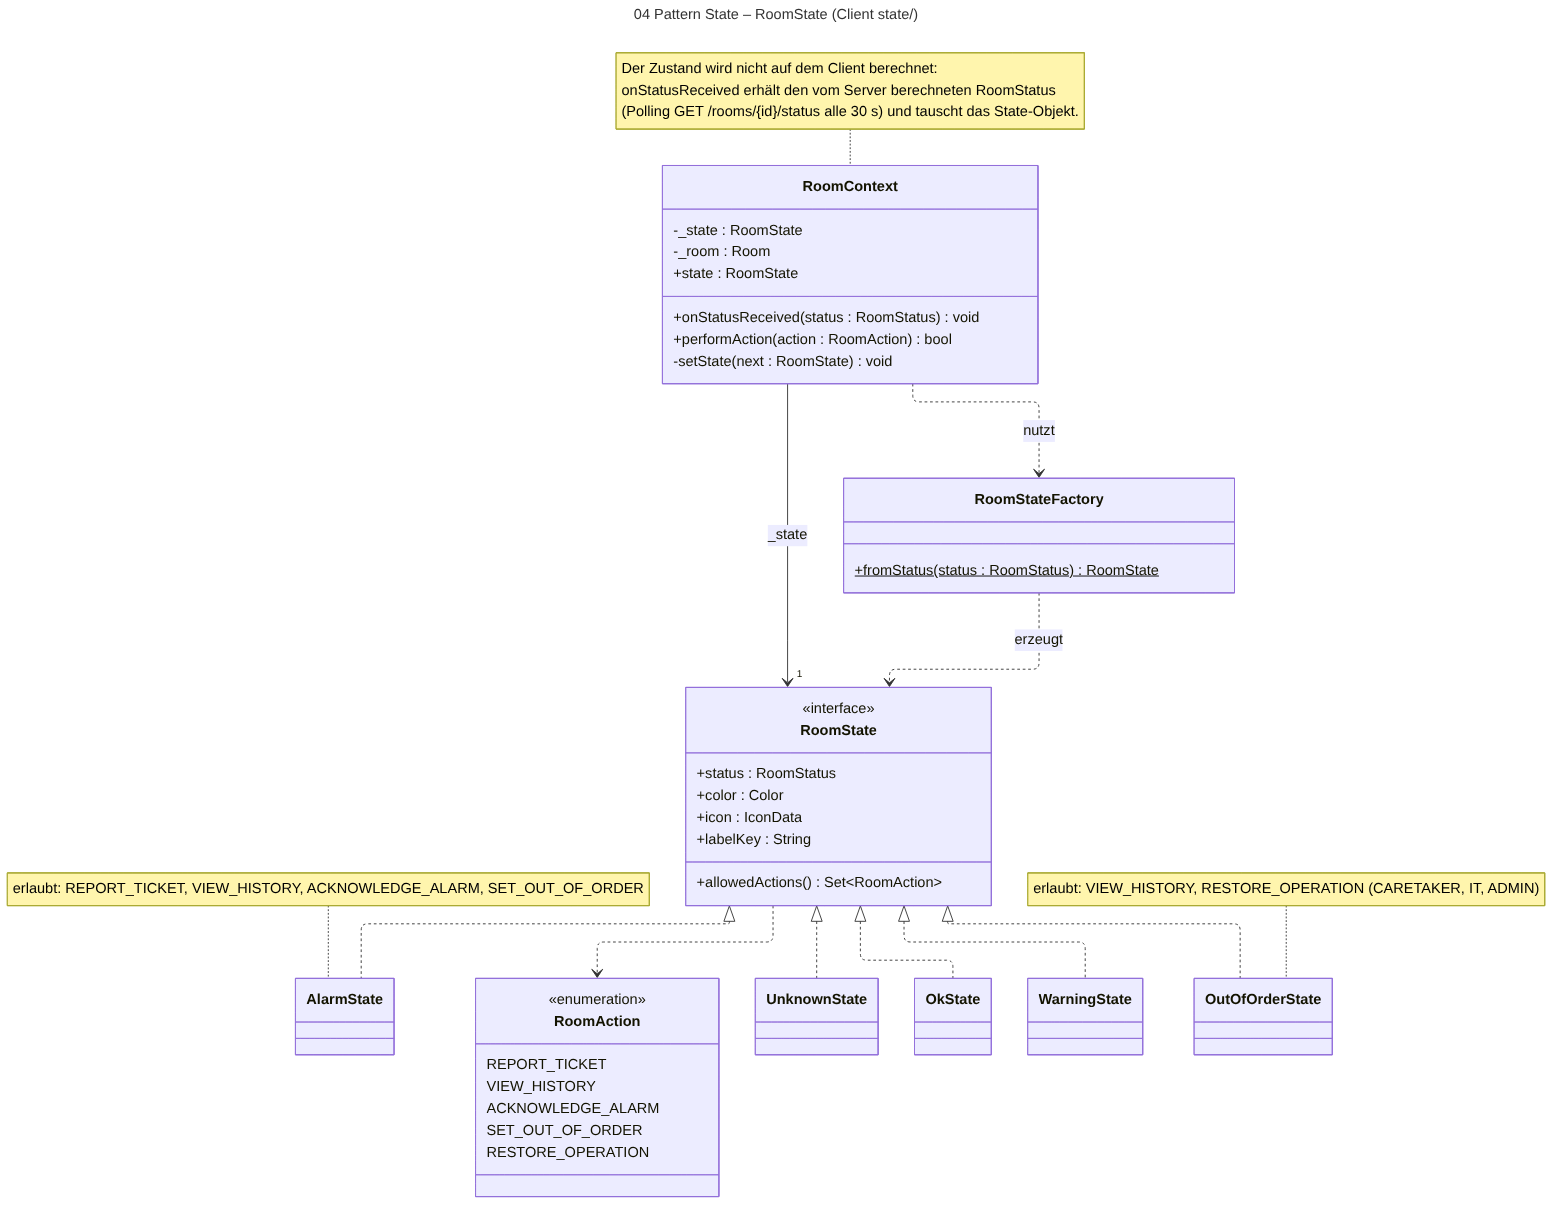 04 Pattern State – RoomState (Client state/)
Der Zustand wird nicht auf dem Client berechnet:
onStatusReceived erhält den vom Server berechneten RoomStatus
(Polling GET /rooms/{id}/status alle 30 s) und tauscht das State-Objekt.
RoomContext
-_state : RoomState
-_room : Room
+state : RoomState
+onStatusReceived(status : RoomStatus) : void
+performAction(action : RoomAction) : bool
-setState(next : RoomState) : void
nutzt
RoomStateFactory
+fromStatus(status : RoomStatus) : RoomState
_state
erzeugt
1
«interface»
RoomState
+status : RoomStatus
+color : Color
+icon : IconData
+labelKey : String
+allowedActions() : Set<RoomAction>
erlaubt: REPORT_TICKET, VIEW_HISTORY, ACKNOWLEDGE_ALARM, SET_OUT_OF_ORDER
erlaubt: VIEW_HISTORY, RESTORE_OPERATION (CARETAKER, IT, ADMIN)
AlarmState
«enumeration»
RoomAction
REPORT_TICKET
VIEW_HISTORY
ACKNOWLEDGE_ALARM
SET_OUT_OF_ORDER
RESTORE_OPERATION
UnknownState
OkState
WarningState
OutOfOrderState